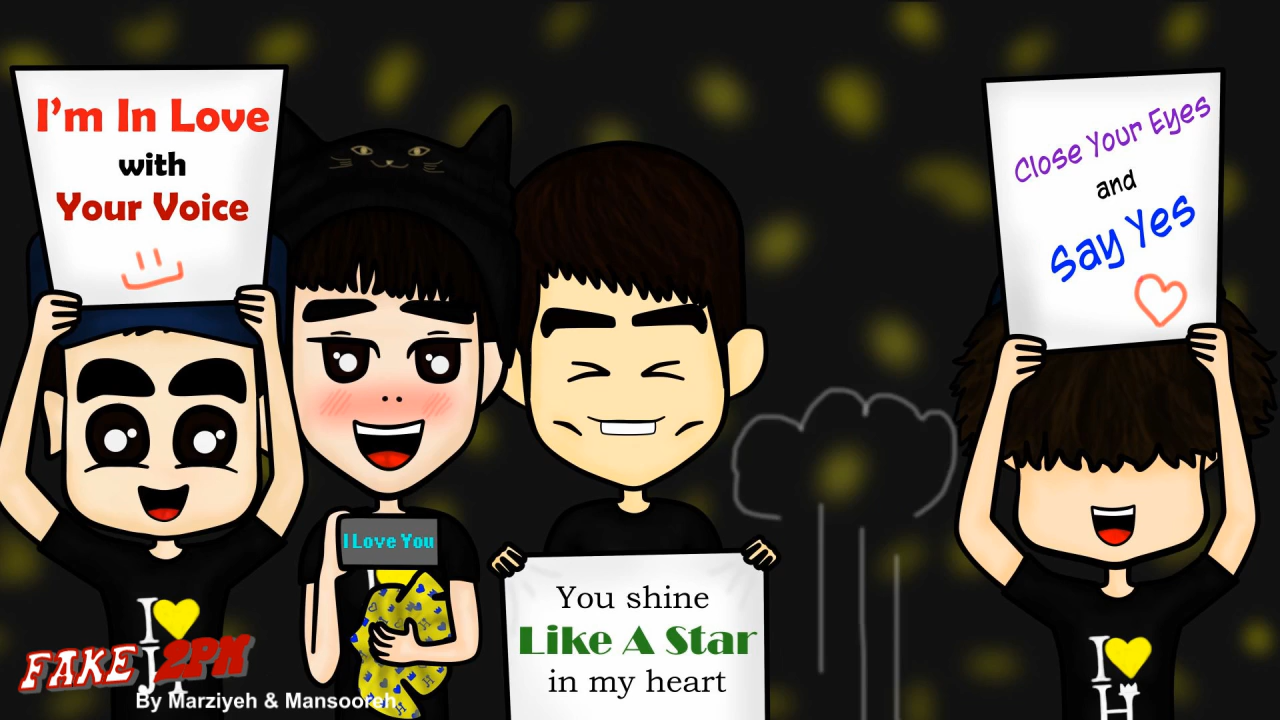 I'm In Love
with
Your Voice
Close Your Eyes
and
Say Yes
I Love You
You shine
Like A Star
in my heart
I
J
I
H
FAKE 2PM
By Marziyeh & Mansooreh